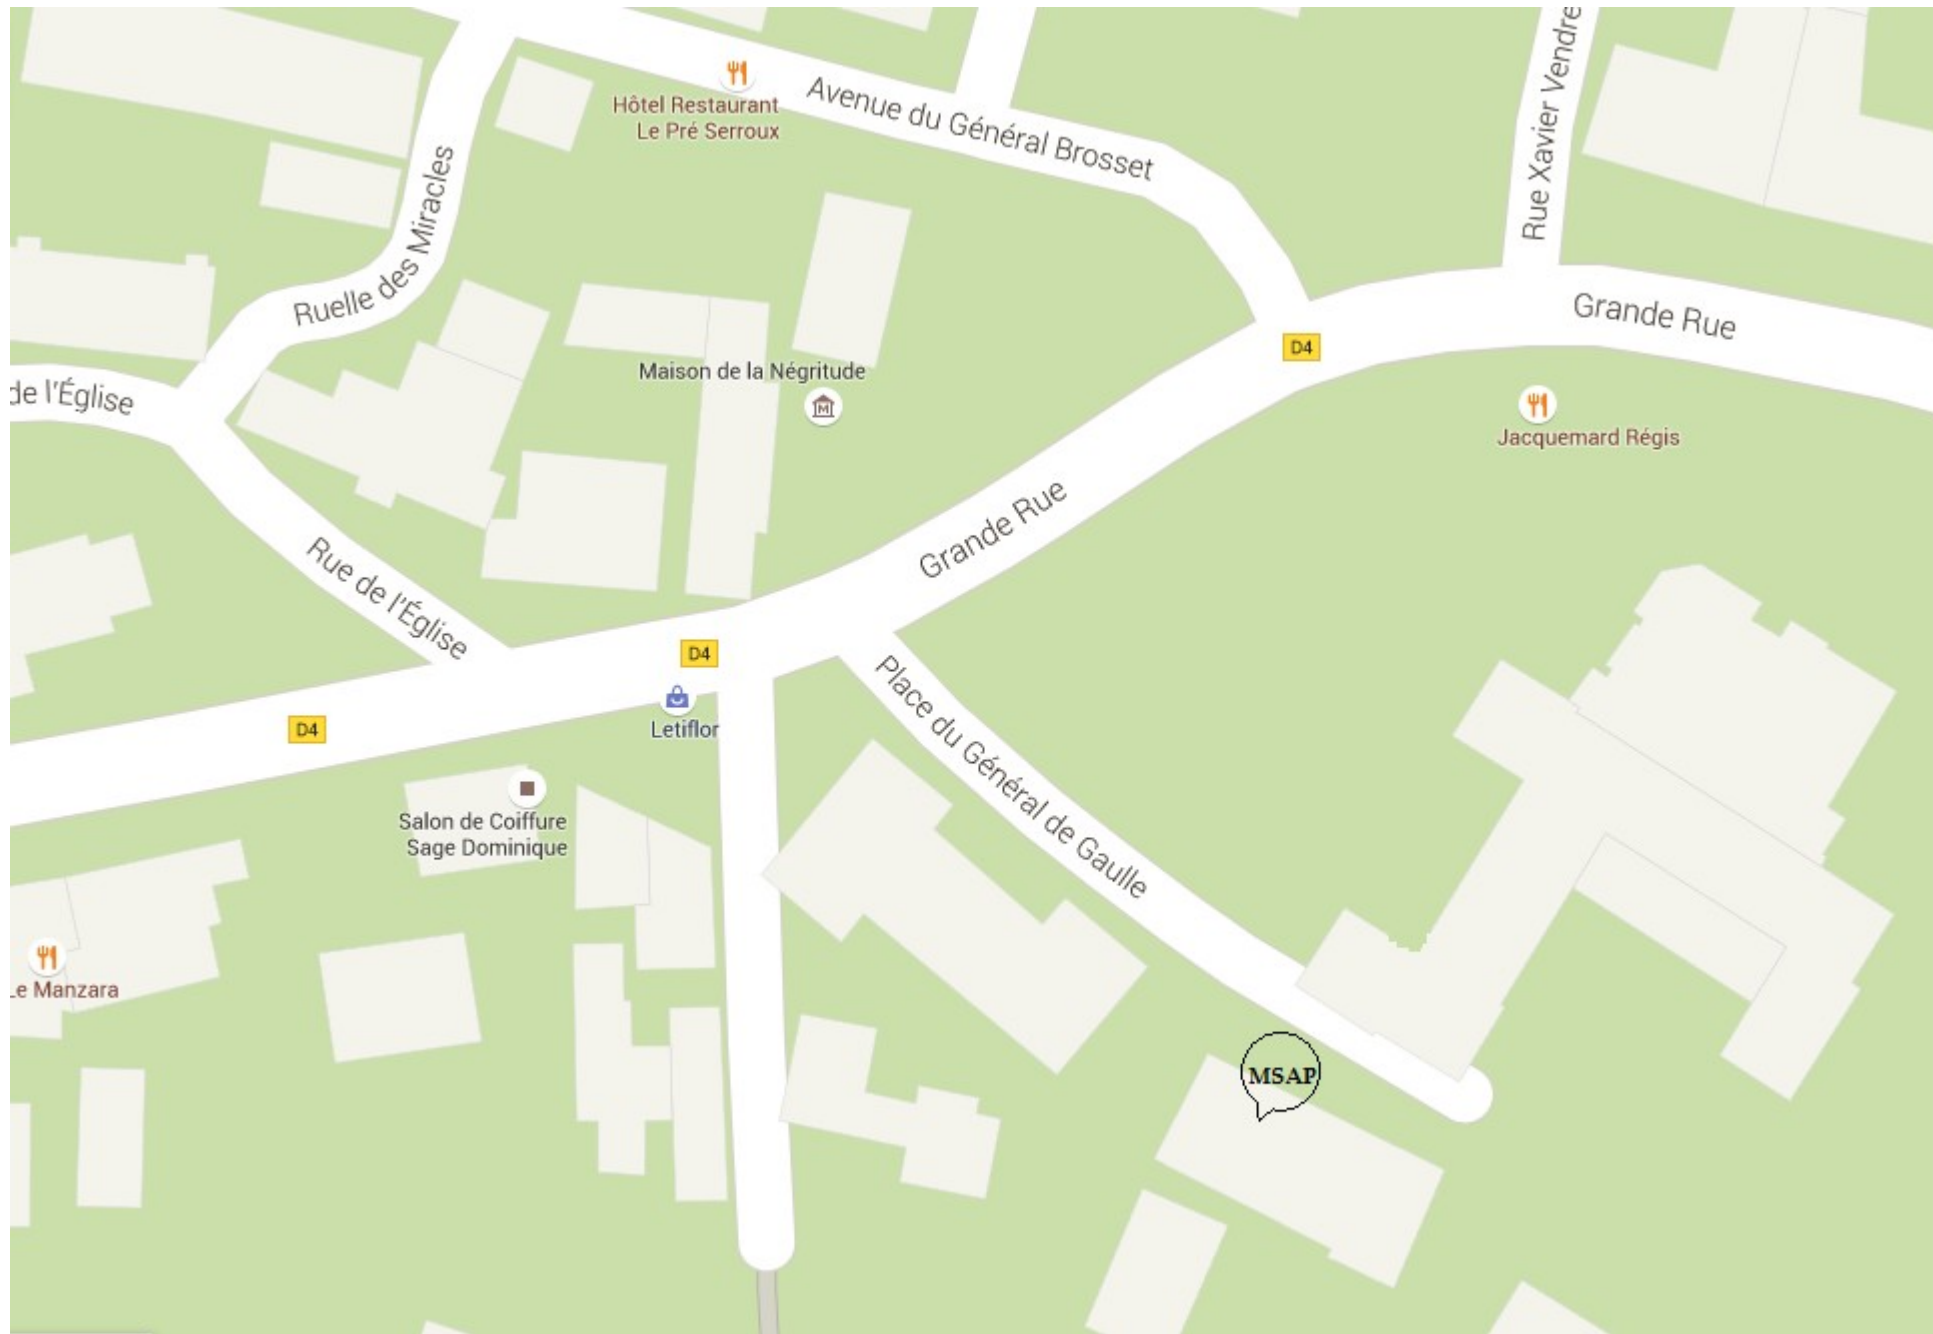 Hôtel Restaurant
Le Pré Serroux
Avenue du Général Brosset
Rue Xavier Vendre
Ruelle des Miracles
Grande Rue
D4
Maison de la Négritude
M
de l'Église
Jacquemard Régis
Grande Rue
Rue de l'Église
D4
Place du Général de Gaulle
Letiflor
D4
Salon de Coiffure
Sage Dominique
Le Manzara
MSAP